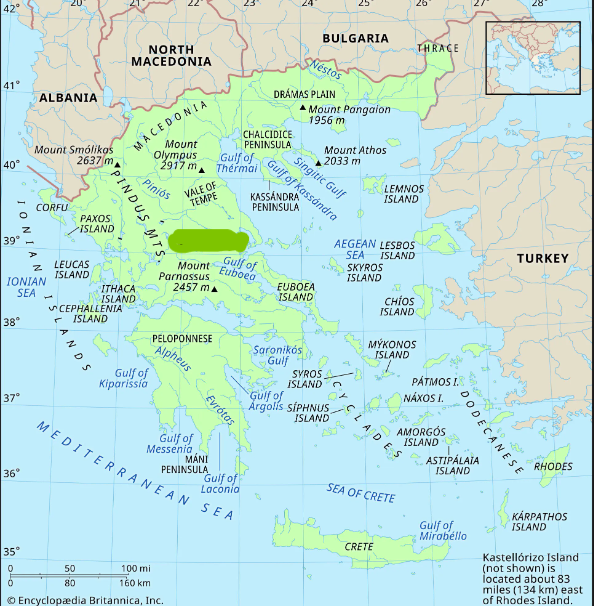 42°
22°
23°
24°
25°
26°
27°
28°
BULGARIA
THRACE
NORTH
MACEDONIA
Néstos
41°
ALBANIA
DRÁMAS PLAIN
Mount Pangaion
1956 m
MACEDONIA
CHALCIDICE
PENINSULA
Mount Smólikas
2637 m
Mount
Olympus
2917 m
Gulf of
Thérmai
Mount Athos
2033 m
40°
Singitic Gulf
Gulf of Kassándra
PINDUS MTS.
Piniós
VALE OF
TEMPE
KASSÁNDRA
PENINSULA
LEMNOS
ISLAND
CORFU
PAXOS
ISLAND
IONIAN ISLANDS
39°
AEGEAN
SEA
LESBOS
ISLAND
TURKEY
LEUCAS
ISLAND
Mount
Parnassus
2457 m
Gulf of
Euboea
SKYROS
ISLAND
IONIAN
SEA
ITHACA
ISLAND
EUBOEA
ISLAND
CEPHALLENIA
ISLAND
CHÍOS
ISLAND
38°
PELOPONNESE
Alpheus
Saronikós
Gulf
MÝKONOS
ISLAND
Gulf of
Kiparissía
SYROS
ISLAND
PÁTMOS I.
37°
Gulf of
Argolis
Evrótas
SÍPHNUS
ISLAND
NÁXOS I.
CYCLADES
DODECANESE
AMORGÓS
ISLAND
Gulf of
Messenia
MÁNI
PENINSULA
ASTIPÁLAIA
ISLAND
RHODES
MEDITERRANEAN SEA
36°
Gulf of
Laconia
SEA OF CRETE
KÁRPATHOS
ISLAND
Gulf of
Mirabéllo
CRETE
35°
0 50 100 mi
0 80 160 km
Kastellórizo Island
(not shown) is
located about 83
miles (134 km) east
of Rhodes Island.
© Encyclopædia Britannica, Inc.